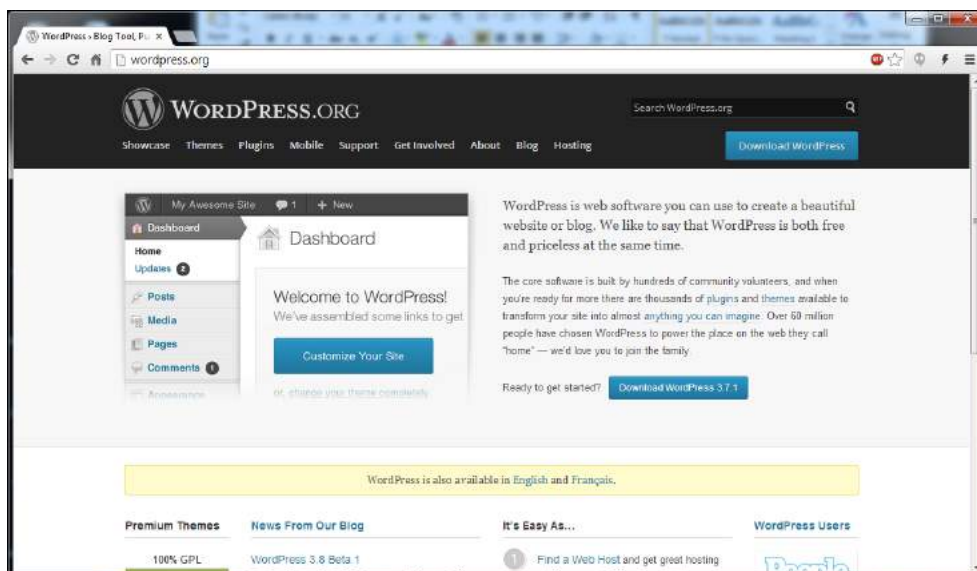 WordPress › Blog Tool, Pu
wordpress.org
WORDPRESS.ORG
Search WordPress.org
Showcase Themes Plugins Mobile Support Get Involved About Blog Hosting
Download WordPress
My Awesome Site 1 + New
Dashboard
Home
Updates 2
Posts
Media
Pages
Comments 1
Appearance
Dashboard
Welcome to WordPress!
We've assembled some links to get
Customize Your Site
or, change your theme completely
WordPress is web software you can use to create a beautiful
website or blog. We like to say that WordPress is both free
and priceless at the same time.
The core software is built by hundreds of community volunteers, and when
you're ready for more there are thousands of plugins and themes available to
transform your site into almost anything you can imagine. Over 60 million
people have chosen WordPress to power the place on the web they call
"home" — we'd love you to join the family.
Ready to get started? Download WordPress 3.7.1
WordPress is also available in English and Français.
Premium Themes
100% GPL
News From Our Blog
WordPress 3.8 Beta 1
It's Easy As...
1 Find a Web Host and get great hosting
WordPress Users
People